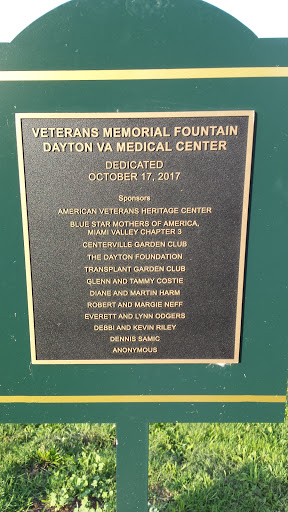 VETERANS MEMORIAL FOUNTAIN
DAYTON VA MEDICAL CENTER
DEDICATED
OCTOBER 17, 2017
Sponsors
AMERICAN VETERANS HERITAGE CENTER
BLUE STAR MOTHERS OF AMERICA,
MIAMI VALLEY CHAPTER 3
CENTERVILLE GARDEN CLUB
THE DAYTON FOUNDATION
TRANSPLANT GARDEN CLUB
GLENN AND TAMMY COSTIE
DIANE AND MARTIN HARM
ROBERT AND MARGIE NEFF
EVERETT AND LYNN ODGERS
DEBBI AND KEVIN RILEY
DENNIS SAMIC
ANONYMOUS